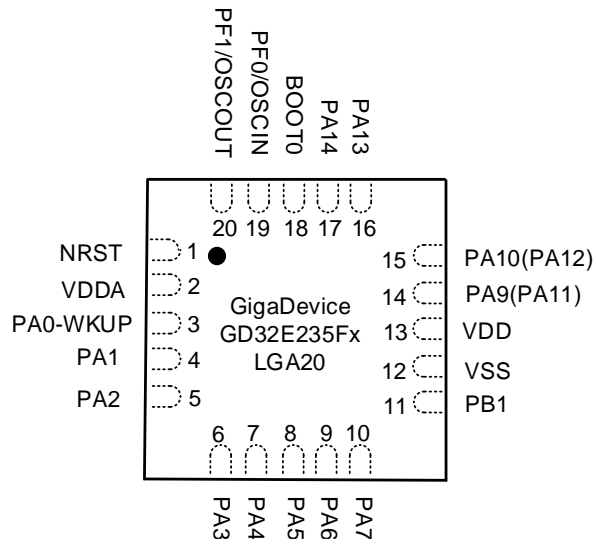 PF1/OSCOUT
PF0/OSCIN
BOOT0
PA14
PA13
20
19
18
17
16
NRST
1
VDDA
2
PA0-WKUP
3
PA1
4
PA2
5
GigaDevice
GD32E235Fx
LGA20
15
PA10(PA12)
14
PA9(PA11)
13
VDD
12
VSS
11
PB1
6
7
8
9
10
PA3
PA4
PA5
PA6
PA7